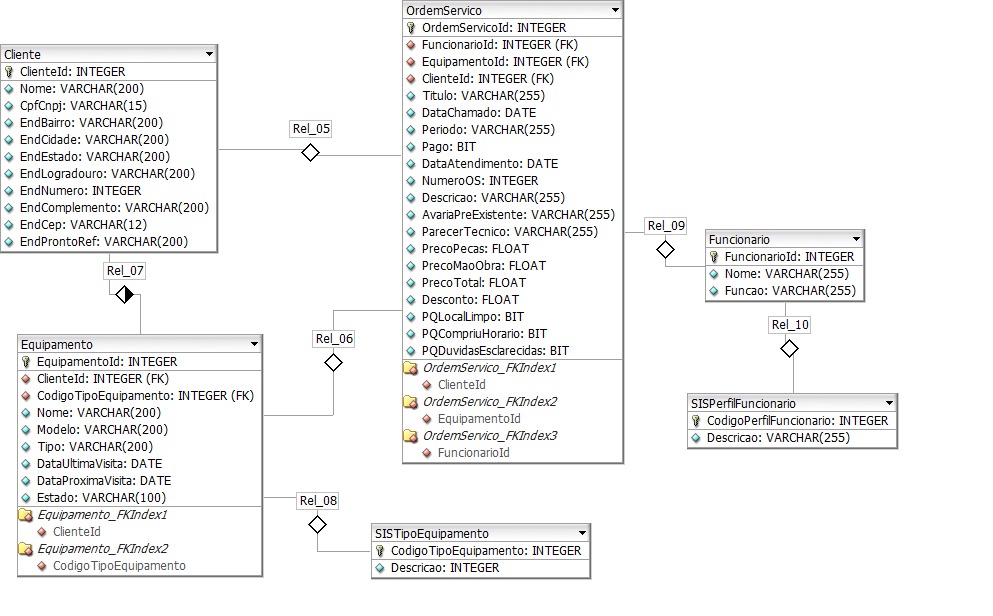 Cliente
ClienteId: INTEGER
Nome: VARCHAR(200)
CpfCnpj: VARCHAR(15)
EndBairro: VARCHAR(200)
EndCidade: VARCHAR(200)
EndEstado: VARCHAR(200)
EndLogradouro: VARCHAR(200)
EndNumero: INTEGER
EndComplemento: VARCHAR(200)
EndCep: VARCHAR(12)
EndProntoRef: VARCHAR(200)
Rel_05
Rel_07
OrdemServico
OrdemServicoId: INTEGER
FuncionarioId: INTEGER (FK)
EquipamentoId: INTEGER (FK)
ClienteId: INTEGER (FK)
Titulo: VARCHAR(255)
DataChamado: DATE
Periodo: VARCHAR(255)
Pago: BIT
DataAtendimento: DATE
NumeroOS: INTEGER
Descricao: VARCHAR(255)
AvariaPreExistente: VARCHAR(255)
ParecerTecnico: VARCHAR(255)
PrecoPecas: FLOAT
PrecoMaoObra: FLOAT
PrecoTotal: FLOAT
Desconto: FLOAT
PQLocalLimpo: BIT
PQCompriuHorario: BIT
PQDuvidasEsclarecidas: BIT
OrdemServico_FKIndex1
ClienteId
OrdemServico_FKIndex2
EquipamentoId
OrdemServico_FKIndex3
FuncionarioId
Rel_09
Funcionario
FuncionarioId: INTEGER
Nome: VARCHAR(255)
Funcao: VARCHAR(255)
Rel_10
SISPerfilFuncionario
CodigoPerfilFuncionario: INTEGER
Descricao: VARCHAR(255)
Rel_06
Equipamento
EquipamentoId: INTEGER
ClienteId: INTEGER (FK)
CodigoTipoEquipamento: INTEGER (FK)
Nome: VARCHAR(200)
Modelo: VARCHAR(200)
Tipo: VARCHAR(200)
DataUltimaVisita: DATE
DataProximaVisita: DATE
Estado: VARCHAR(100)
Equipamento_FKIndex1
ClienteId
Equipamento_FKIndex2
CodigoTipoEquipamento
Rel_08
SISTipoEquipamento
CodigoTipoEquipamento: INTEGER
Descricao: INTEGER